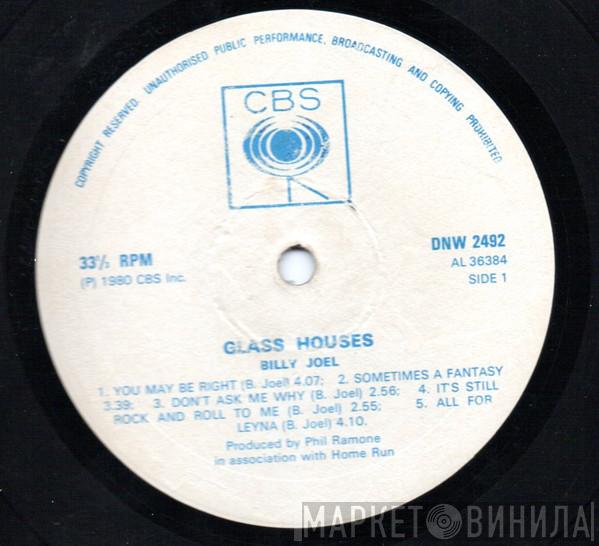 COPYRIGHT RESERVED. UNAUTHORISED PUBLIC PERFORMANCE, BROADCASTING AND COPYING PROHIBITED
CBS
33⅓ RPM
(P) 1980 CBS Inc.
DNW 2492
AL 36384
SIDE 1
GLASS HOUSES
BILLY JOEL
1. YOU MAY BE RIGHT (B. Joel) 4.07; 2. SOMETIMES A FANTASY
3.39; 3. DON'T ASK ME WHY (B. Joel) 2.56; 4. IT'S STILL
ROCK AND ROLL TO ME (B. Joel) 2.55; 5. ALL FOR
LEYNA (B. Joel) 4.10.
Produced by Phil Ramone
in association with Home Run
МАРКЕТ ВИНИЛА